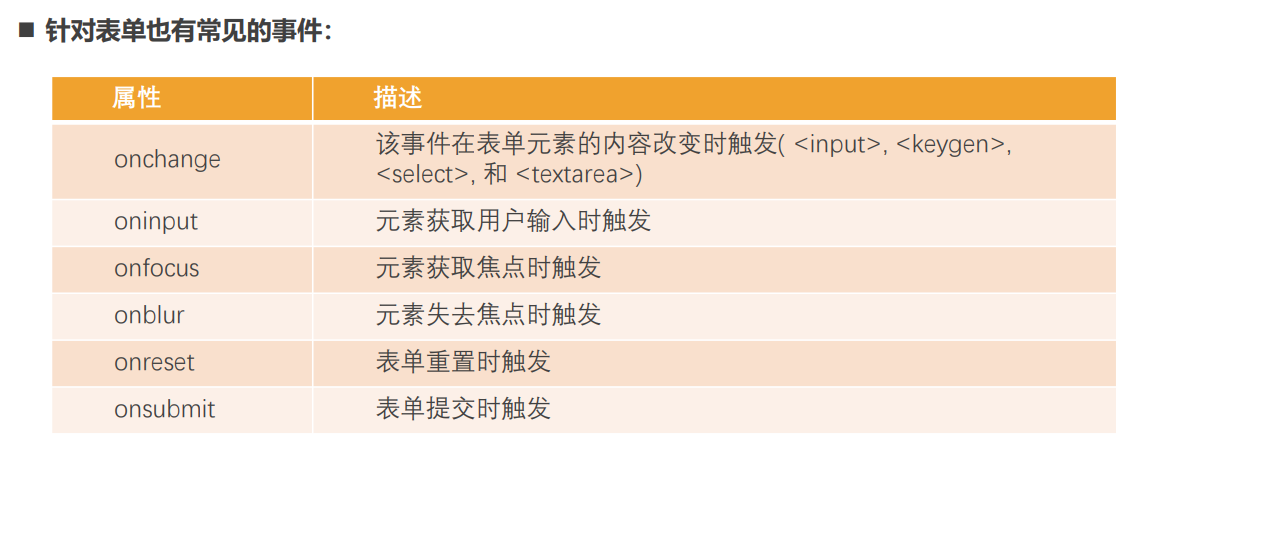 ■ 针对表单也有常见的事件：
属性 描述
onchange 该事件在表单元素的内容改变时触发( <input>, <keygen>,
<select>, 和 <textarea>)
oninput 元素获取用户输入时触发
onfocus 元素获取焦点时触发
onblur 元素失去焦点时触发
onreset 表单重置时触发
onsubmit 表单提交时触发